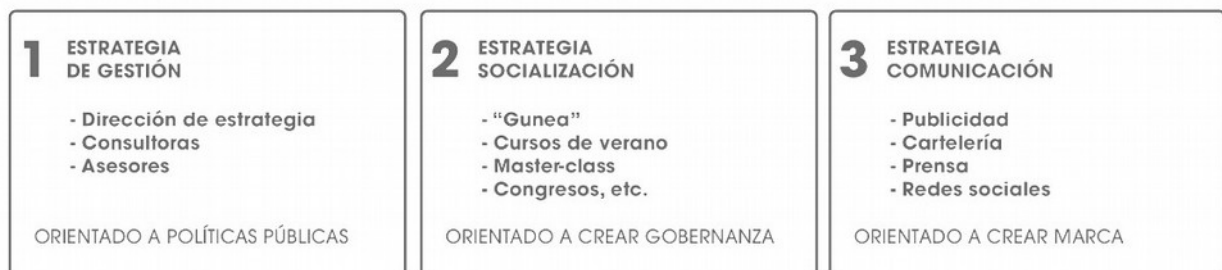 1 ESTRATEGIA
DE GESTIÓN
- Dirección de estrategia
- Consultoras
- Asesores
ORIENTADO A POLÍTICAS PÚBLICAS
2 ESTRATEGIA
SOCIALIZACIÓN
- “Gunea”
- Cursos de verano
- Master-class
- Congresos, etc.
ORIENTADO A CREAR GOBERNANZA
3 ESTRATEGIA
COMUNICACIÓN
- Publicidad
- Cartelería
- Prensa
- Redes sociales
ORIENTADO A CREAR MARCA